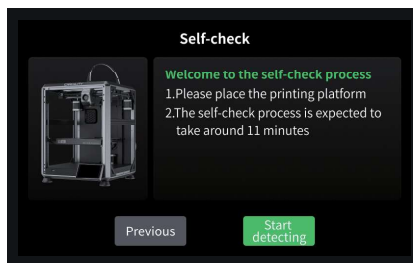 Self-check
Welcome to the self-check process
1.Please place the printing platform
2.The self-check process is expected to
take around 11 minutes
Previous
Start
detecting